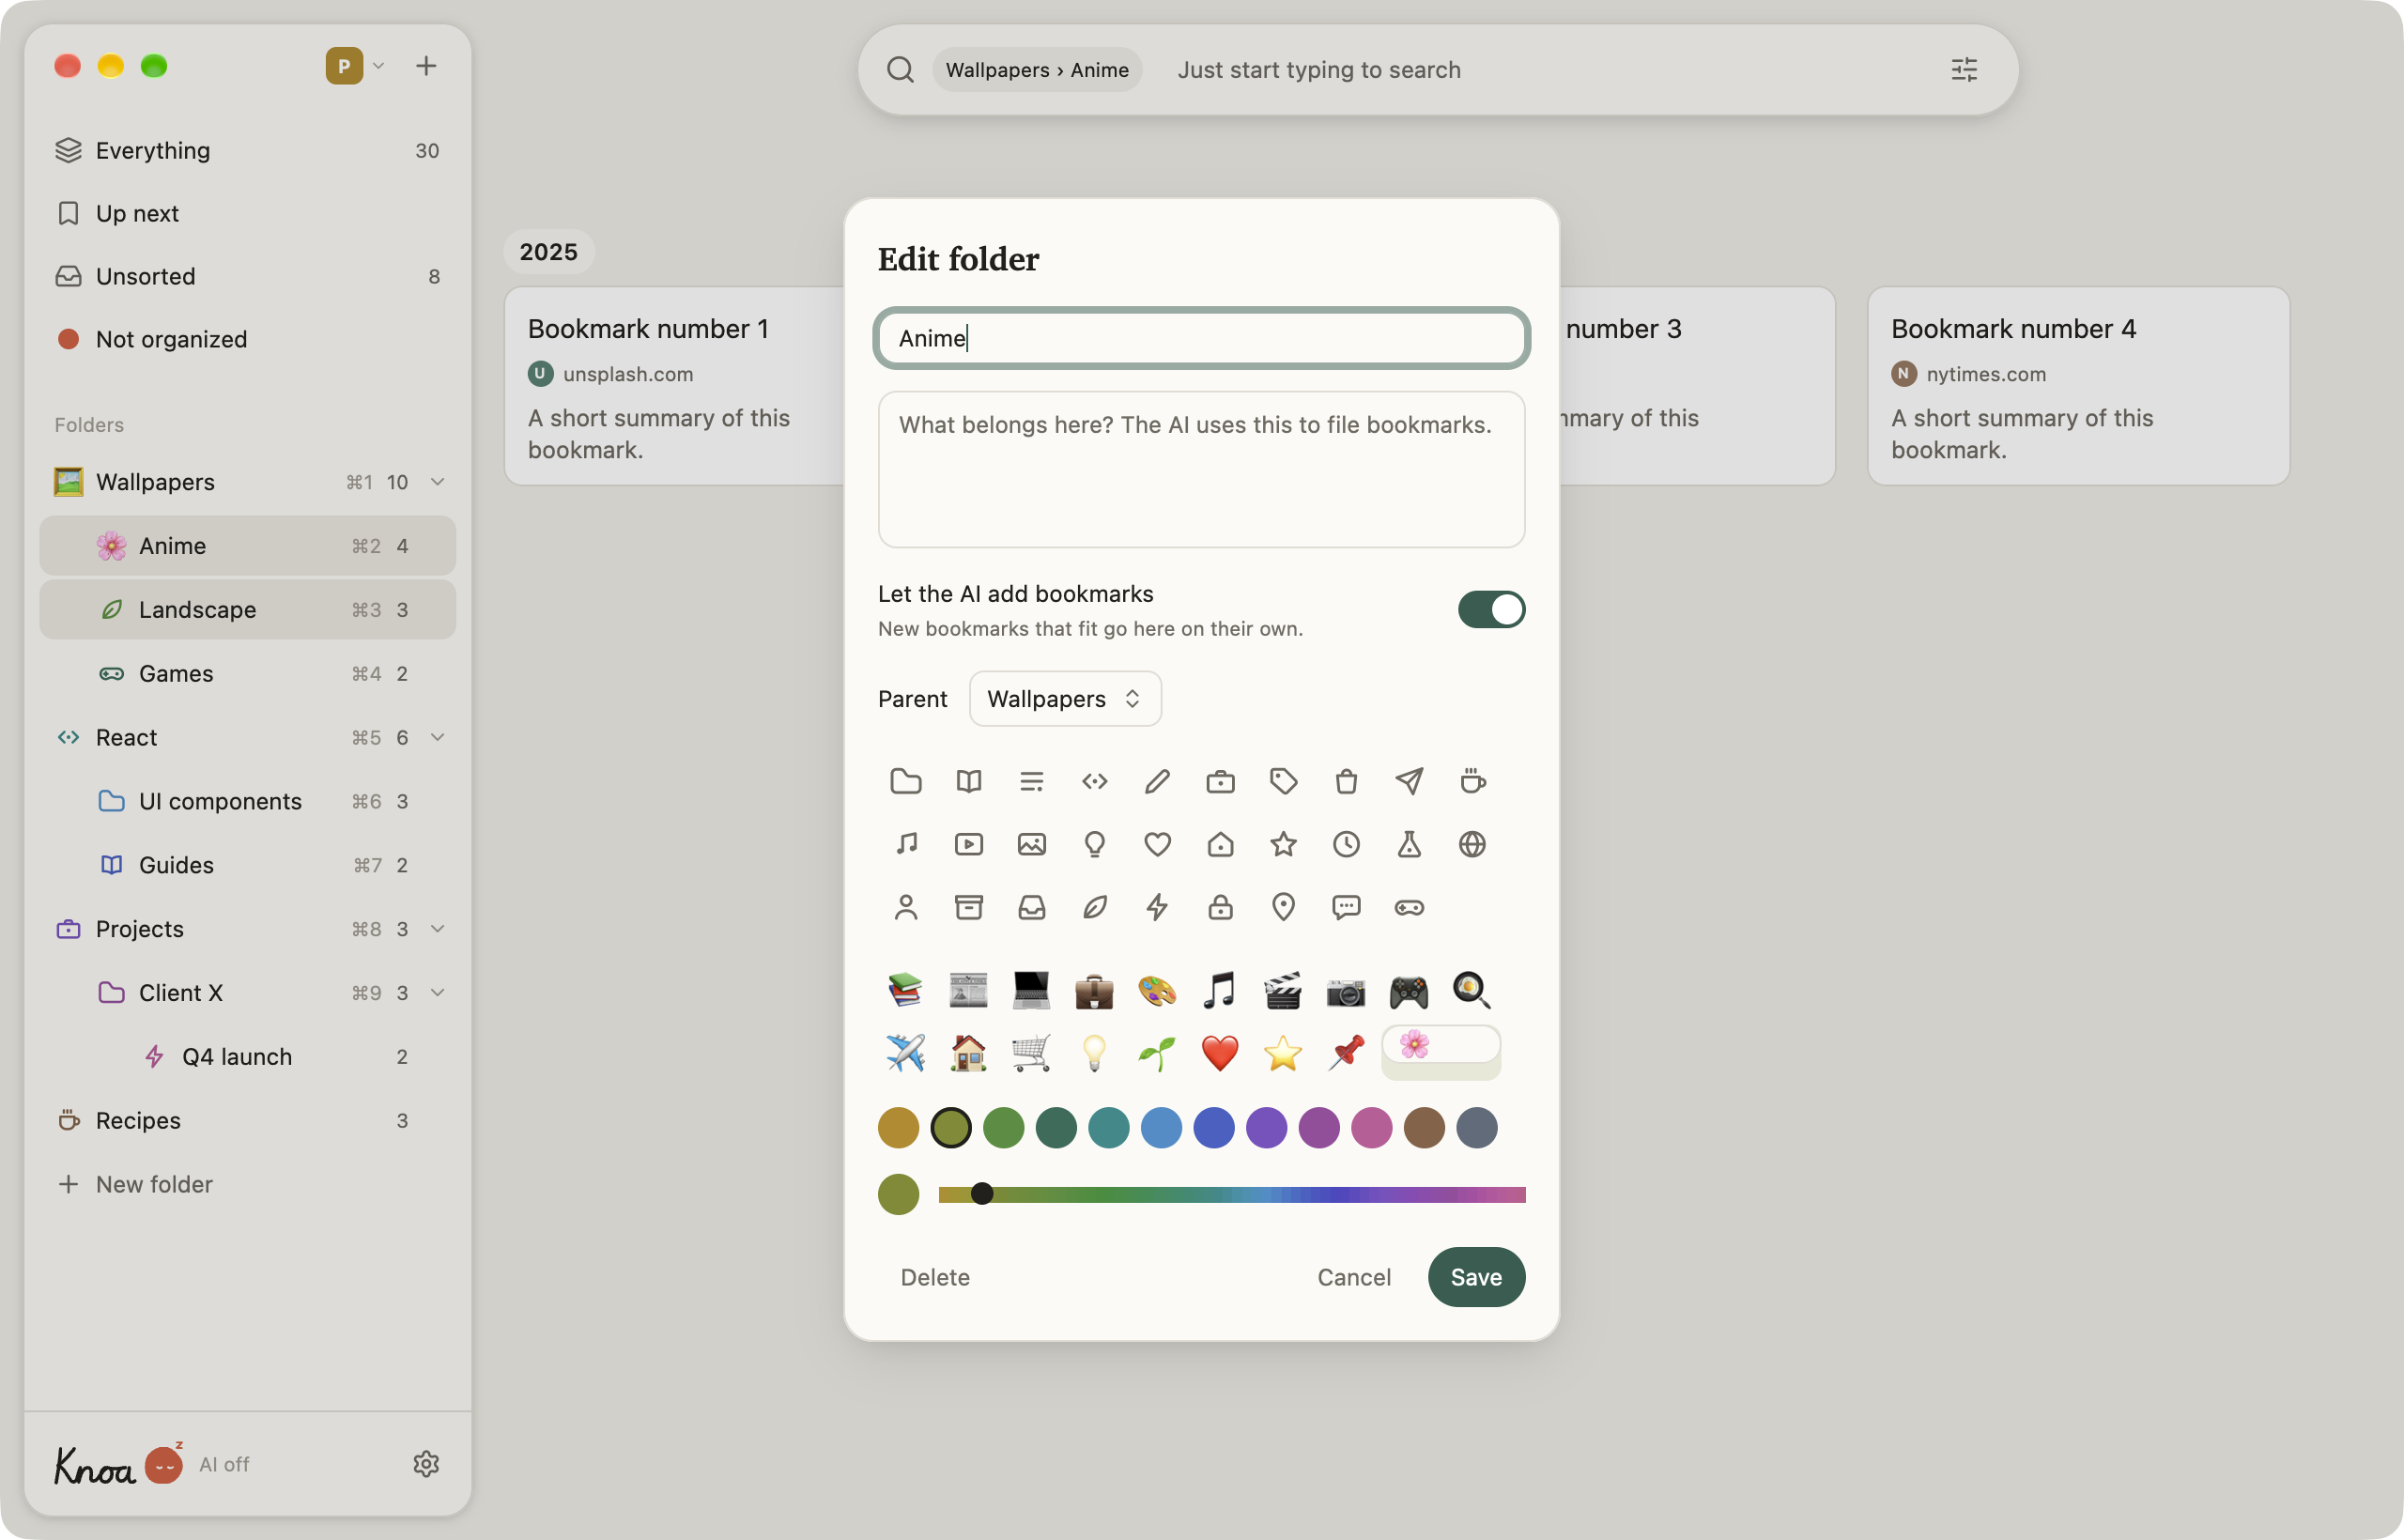 P
Wallpapers › Anime
Just start typing to search
Everything 30
Up next
Unsorted 8
Not organized
Folders
Wallpapers ⌘1 10
Anime ⌘2 4
Landscape ⌘3 3
Games ⌘4 2
React ⌘5 6
UI components ⌘6 3
Guides ⌘7 2
Projects ⌘8 3
Client X ⌘9 3
Q4 launch 2
Recipes 3
New folder
Knoa
z
AI off
2025
Bookmark number 1
U unsplash.com
A short summary of this
bookmark.
number 3
mmary of this
Bookmark number 4
N nytimes.com
A short summary of this
bookmark.
Edit folder
Anime
What belongs here? The AI uses this to file bookmarks.
Let the AI add bookmarks
New bookmarks that fit go here on their own.
Parent Wallpapers
Delete
Cancel
Save